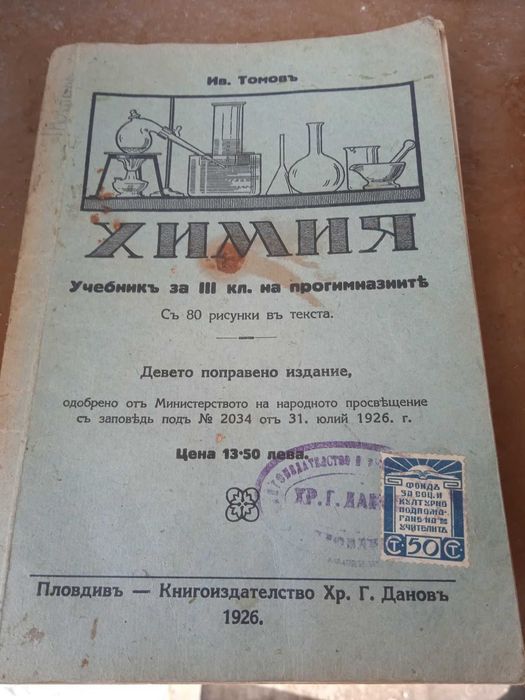 Ив. Томовъ
ХИМИЯ
Учебникъ за III кл. на прогимназиитѣ
Съ 80 рисунки въ текста.
Девето поправено издание,
одобрено отъ Министерството на народното просвѣщение
съ заповѣдь подъ № 2034 отъ 31. юлий 1926. г.
Цена 13·50 лева.
ХР. Г. ДАН
ФОНДЪ
ЗА СОЦ. И
КУЛТУРНО
ПОДПОМА-
ГАНЕ НА
УЧИТЕЛИТѢ
СТ. 50 СТ.
Пловдивъ — Книгоиздателство Хр. Г. Дановъ
1926.